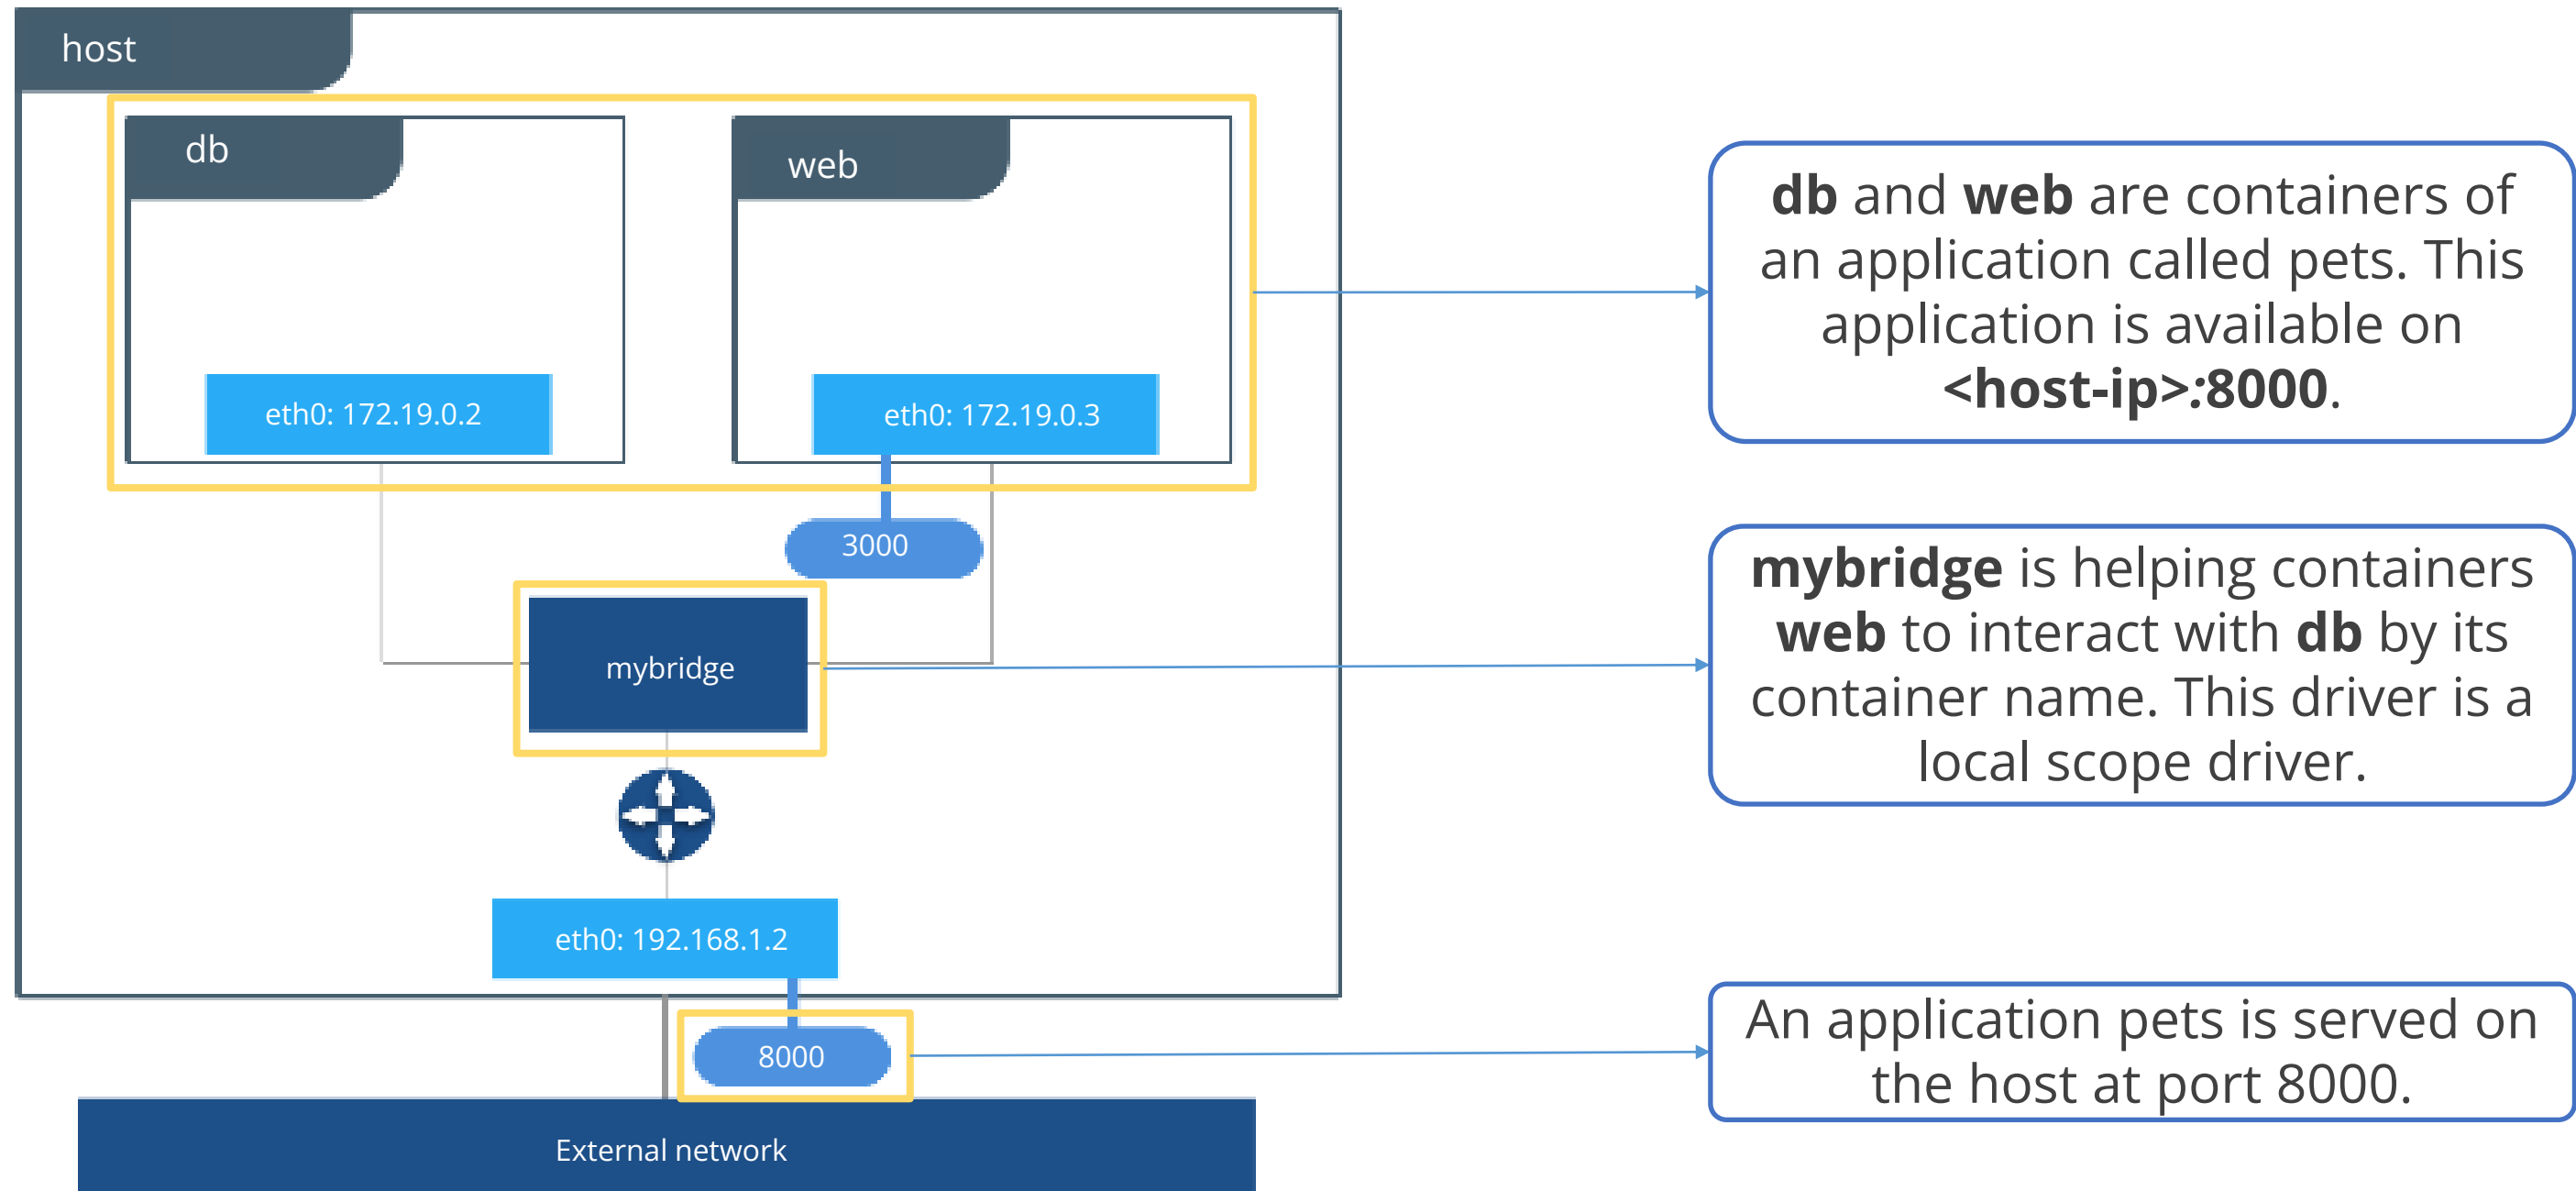 host
db
web
eth0: 172.19.0.2
eth0: 172.19.0.3
3000
mybridge
eth0: 192.168.1.2
8000
External network
db and web are containers of
an application called pets. This
application is available on
<host-ip>:8000.
mybridge is helping containers
web to interact with db by its
container name. This driver is a
local scope driver.
An application pets is served on
the host at port 8000.